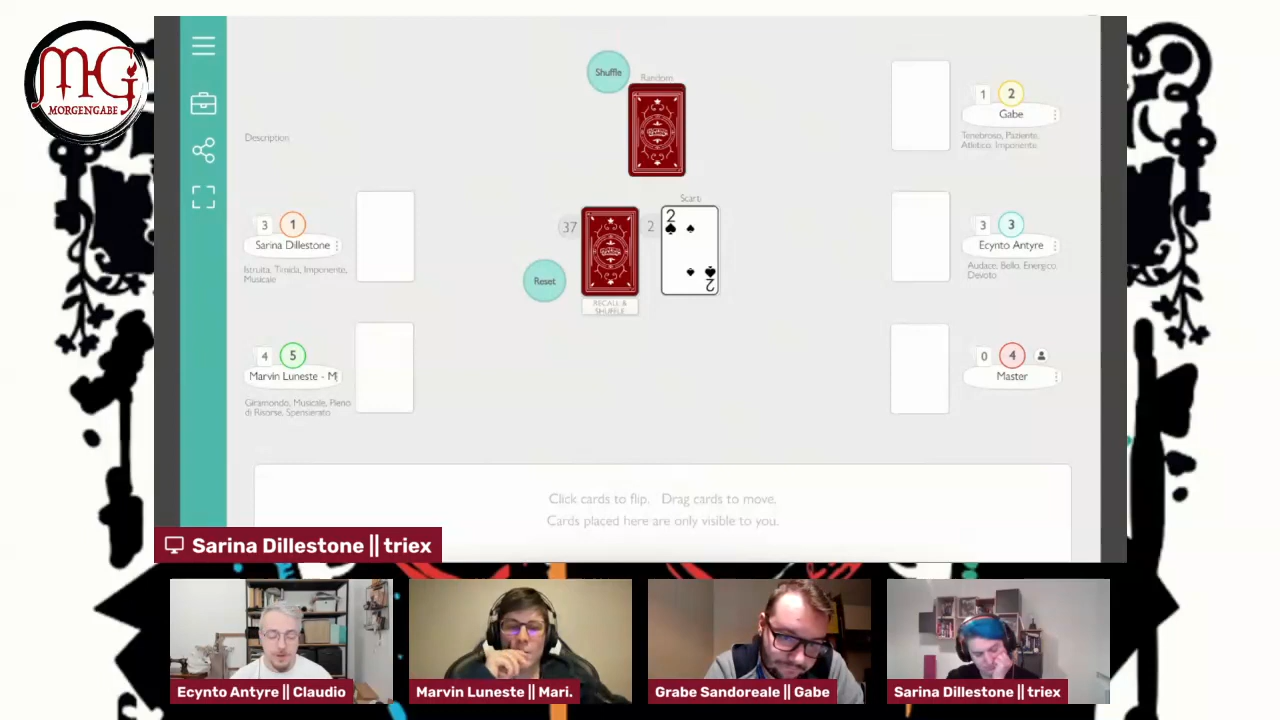 MG
MORGENGABE
Shuffle
Random
Description
1
2
Gabe
Tenebroso, Paziente,
Atletico, Imponente
3
1
Sarina Dillestone
Istruita, Timida, Imponente,
Musicale
37
2
Scart
2
2
Reset
RECALL &
SHUFFLE
3
3
Ecynto Antyre
Audace, Bello, Energico,
Devoto
4
5
Marvin Luneste - M
Giramondo, Musicale, Pieno
di Risorse, Spensierato
0
4
Master
Click cards to flip. Drag cards to move.
Cards placed here are only visible to you.
Sarina Dillestone || triex
Ecynto Antyre || Claudio
Marvin Luneste || Mari.
Grabe Sandoreale || Gabe
Sarina Dillestone || triex